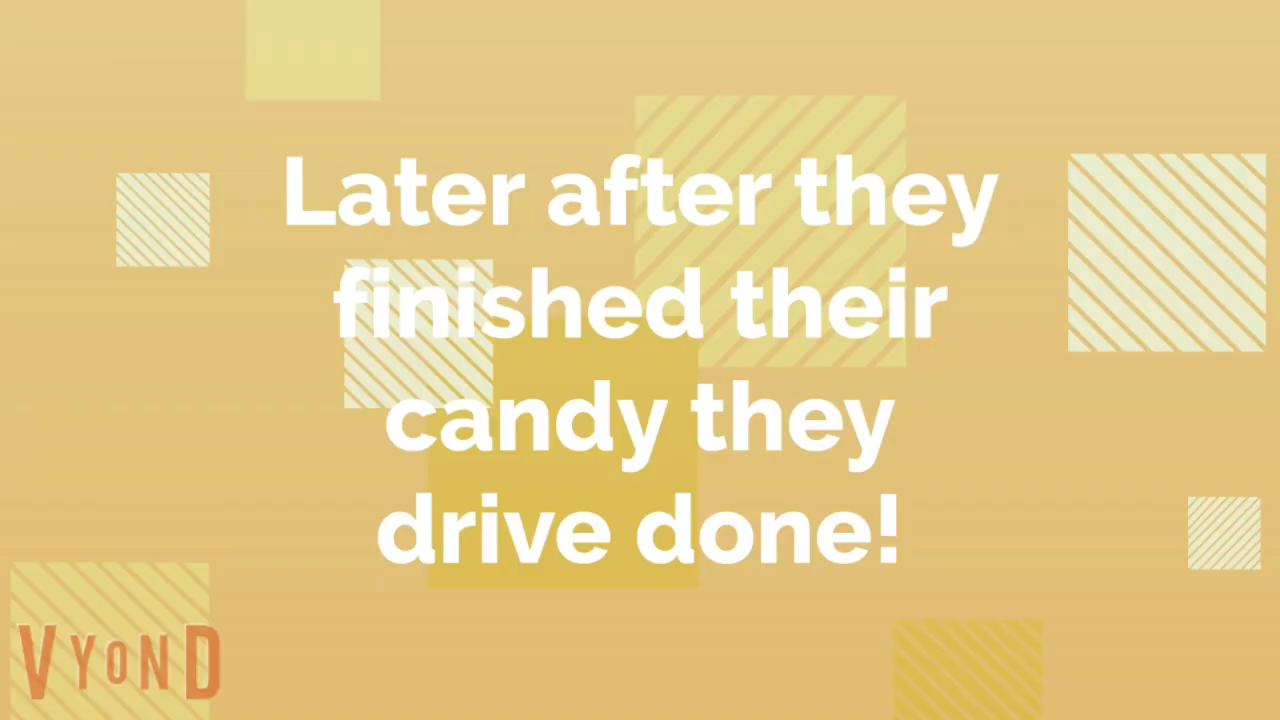 Later after they
finished their
candy they
drive done!
VYOND